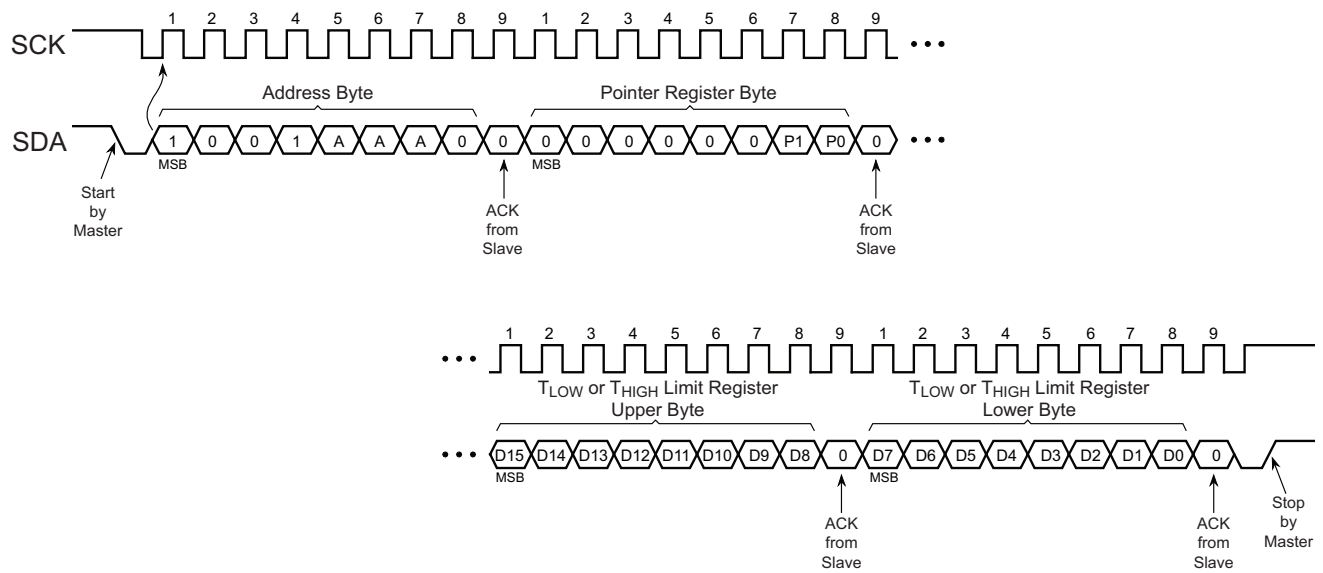 1 2 3 4 5 6 7 8 9 1 2 3 4 5 6 7 8 9
SCK
Address Byte Pointer Register Byte
SDA 1 0 0 1 A A A 0 0 0 0 0 0 0 0 P1 P0 0
MSB MSB
Start
by
Master
ACK
from
Slave
ACK
from
Slave
1 2 3 4 5 6 7 8 9 1 2 3 4 5 6 7 8 9
TLOW or THIGH Limit Register
Upper Byte
TLOW or THIGH Limit Register
Lower Byte
D15 D14 D13 D12 D11 D10 D9 D8 0 D7 D6 D5 D4 D3 D2 D1 D0 0
MSB MSB
ACK
from
Slave
ACK
from
Slave
Stop
by
Master